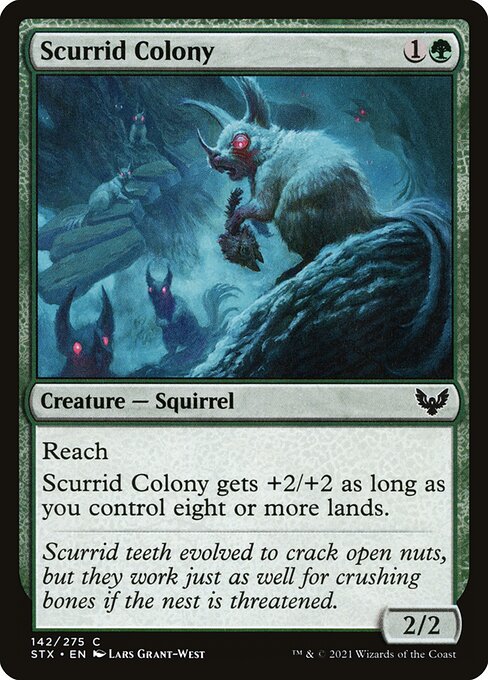 Scurrid Colony 1
Creature — Squirrel
Reach
Scurrid Colony gets +2/+2 as long as
you control eight or more lands.
Scurrid teeth evolved to crack open nuts,
but they work just as well for crushing
bones if the nest is threatened.
2/2
142/275 C
STX • EN Lars Grant-West
™ & © 2021 Wizards of the Coast